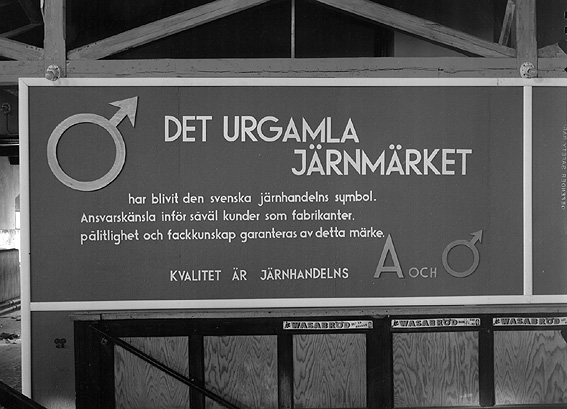 DET URGAMLA
JÄRNMÄRKET
har blivit den svenska järnhandelns symbol.
Ansvarskänsla inför såväl kunder som fabrikanter,
pålitlighet och fackkunskap garanteras av detta märke.
KVALITET ÄR JÄRNHANDELNS A OCH ♂
WASABRÖD WASABRÖD WASABRÖD